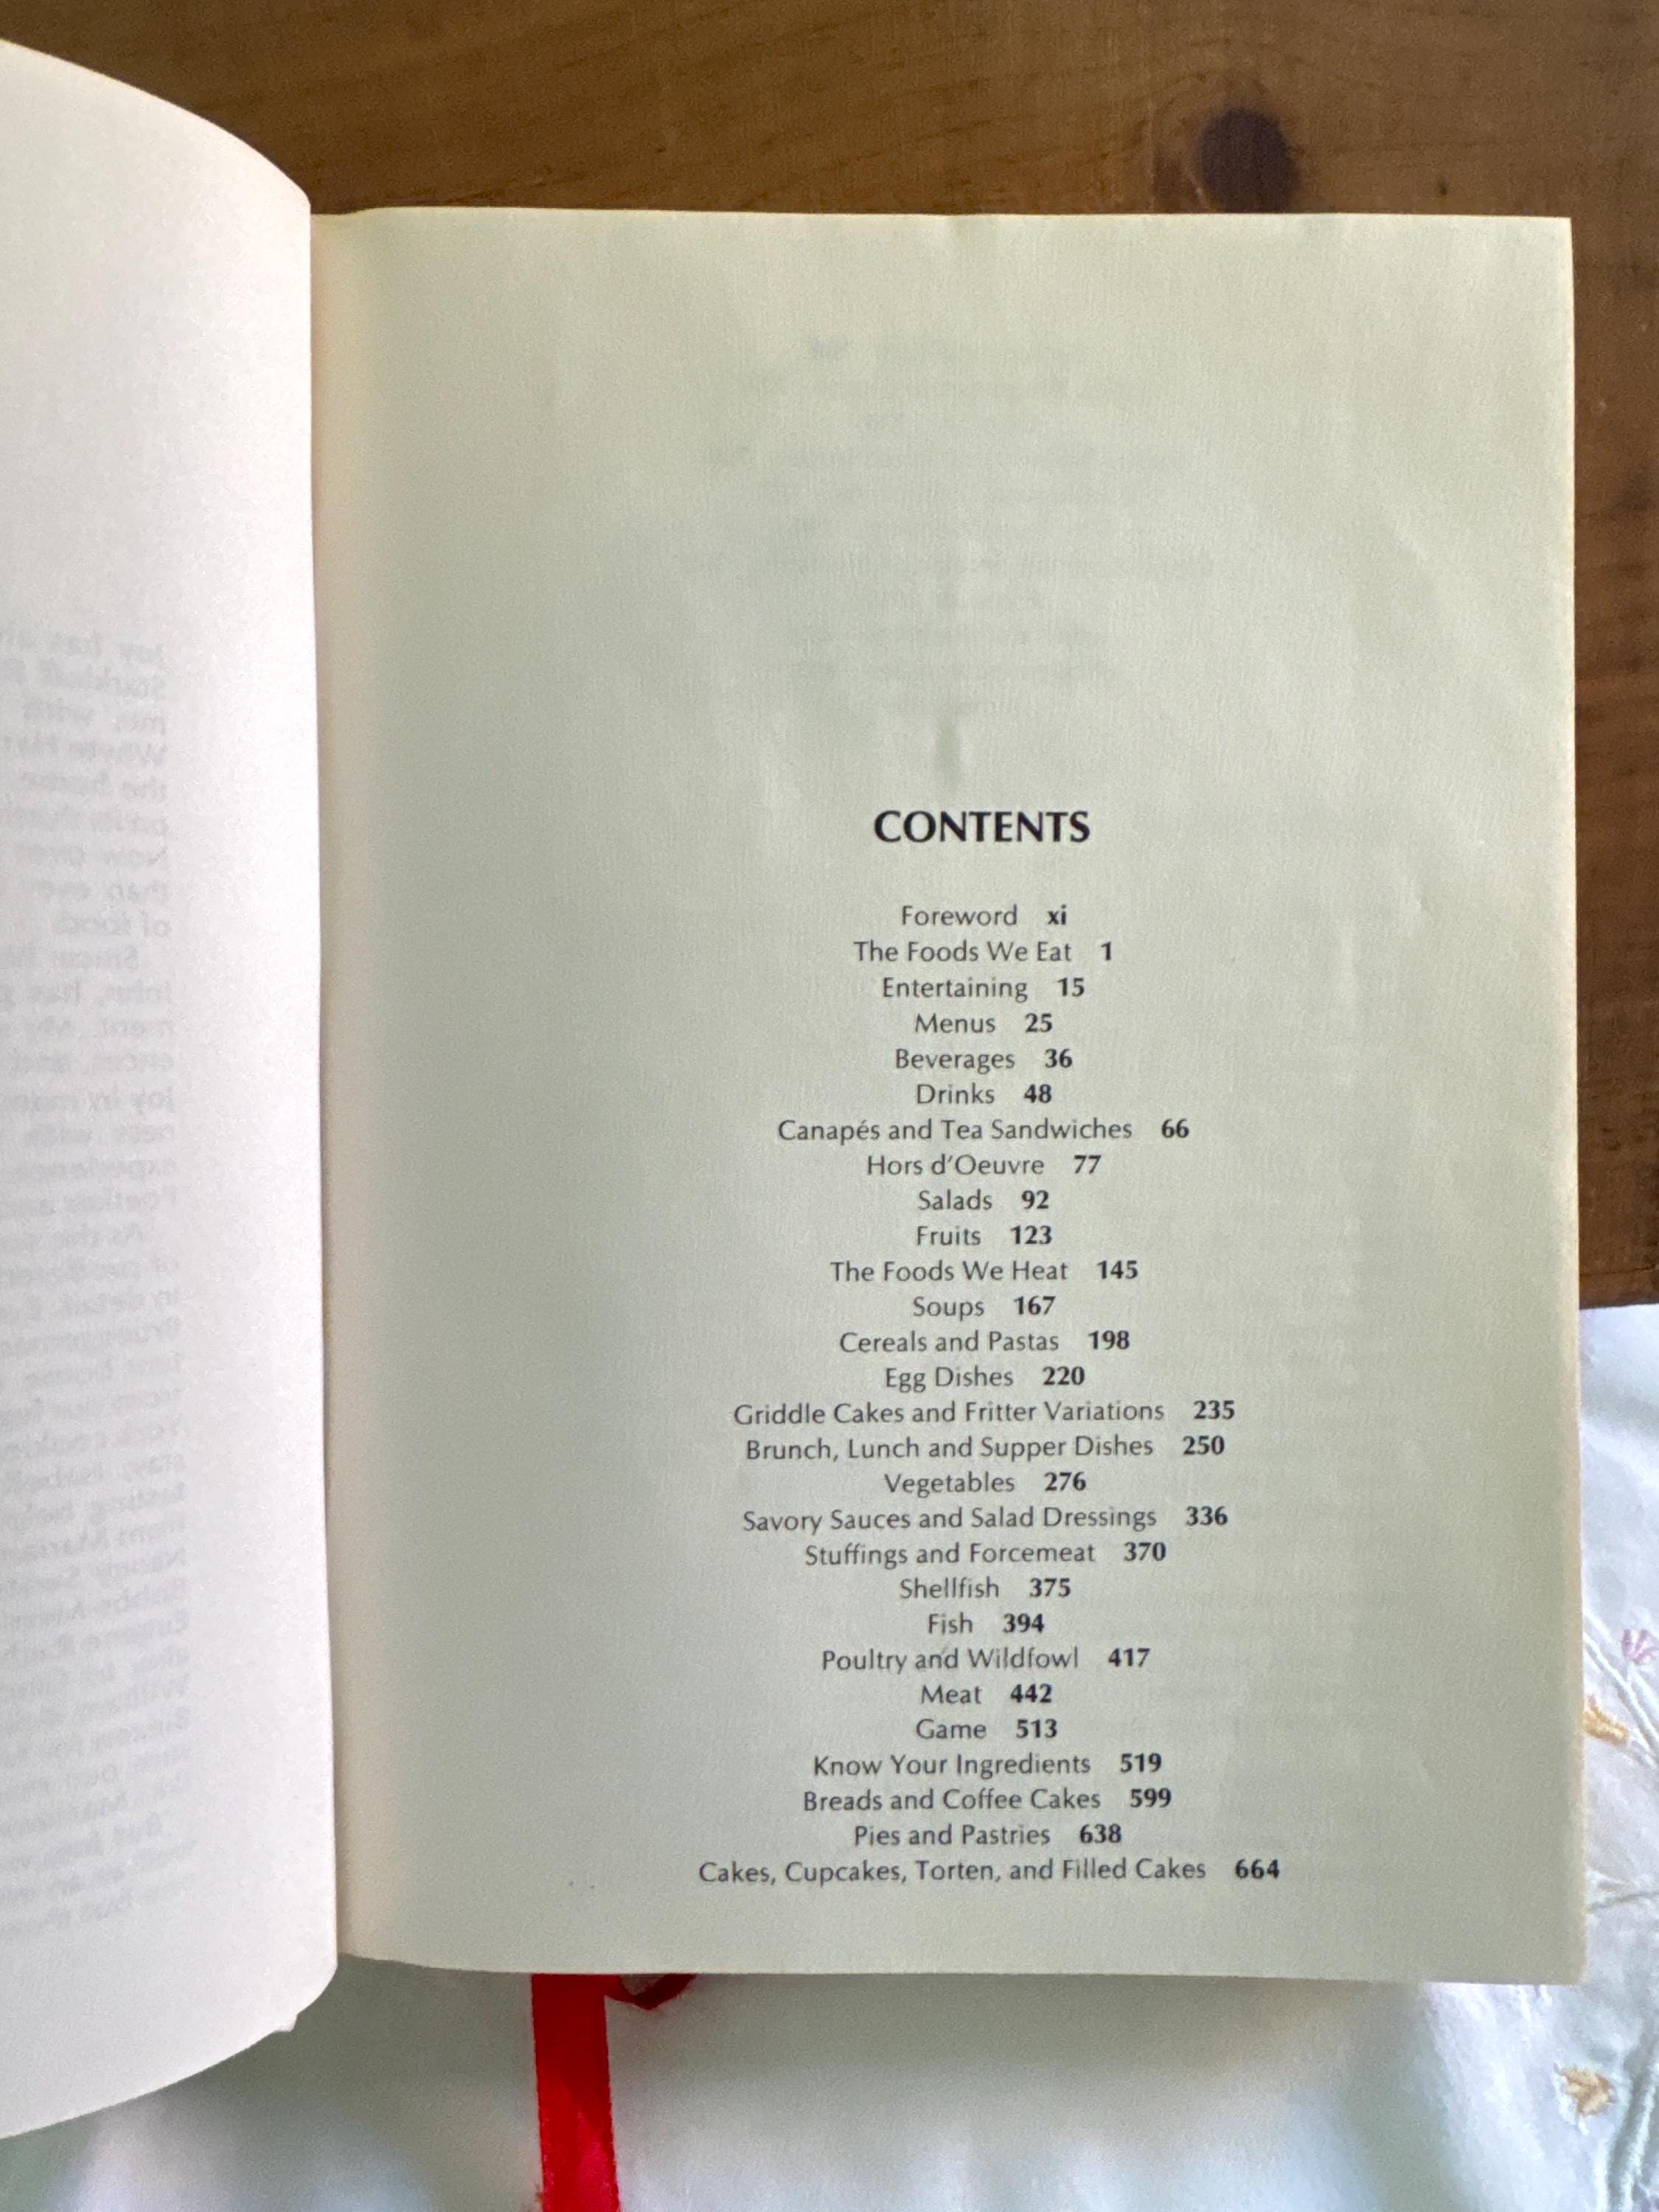 CONTENTS
Foreword xi
The Foods We Eat 1
Entertaining 15
Menus 25
Beverages 36
Drinks 48
Canapés and Tea Sandwiches 66
Hors d'Oeuvre 77
Salads 92
Fruits 123
The Foods We Heat 145
Soups 167
Cereals and Pastas 198
Egg Dishes 220
Griddle Cakes and Fritter Variations 235
Brunch, Lunch and Supper Dishes 250
Vegetables 276
Savory Sauces and Salad Dressings 336
Stuffings and Forcemeat 370
Shellfish 375
Fish 394
Poultry and Wildfowl 417
Meat 442
Game 513
Know Your Ingredients 519
Breads and Coffee Cakes 599
Pies and Pastries 638
Cakes, Cupcakes, Torten, and Filled Cakes 664